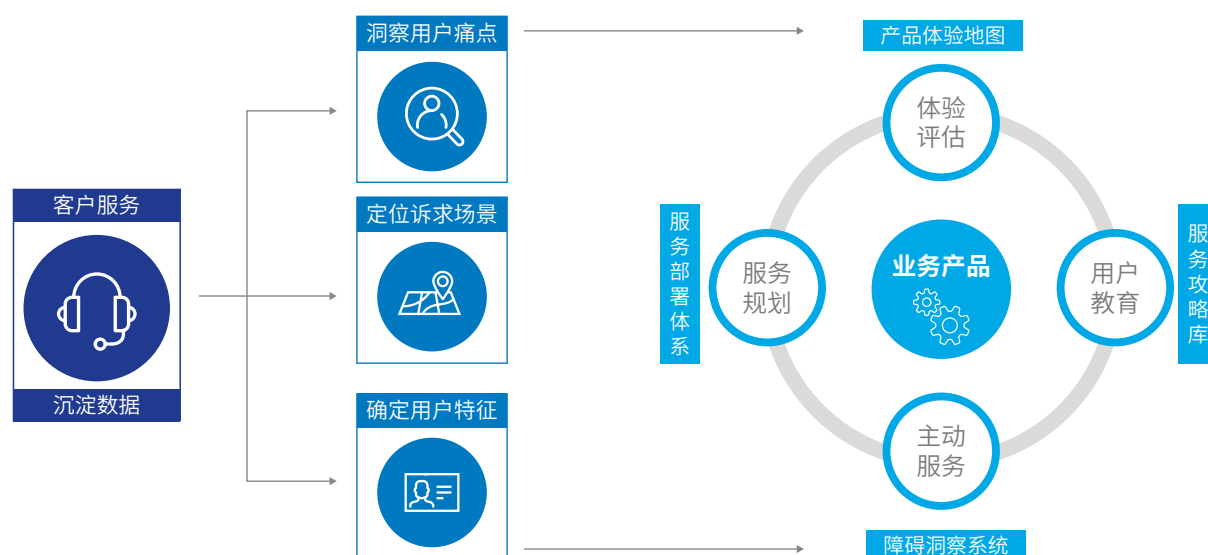 客户服务
沉淀数据
洞察用户痛点
定位诉求场景
确定用户特征
产品体验地图
体验
评估
服务部署体系
服务
规划
业务产品
用户
教育
服务攻略库
主动
服务
障碍洞察系统